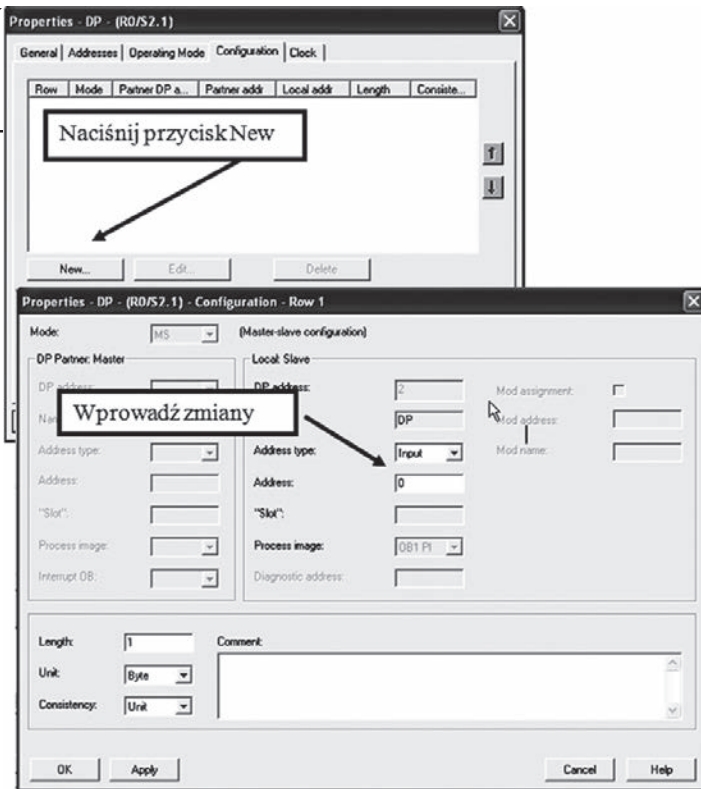 Properties - DP - (R0/S2.1)
General Addresses Operating Mode Configuration Clock
Row Mode Partner DP a... Partner addr Local addr Length Consiste...
Naciśnij przycisk New
New... Edit... Delete
Properties - DP - (R0/S2.1) - Configuration - Row 1
Mode: MS (Master-slave configuration)
DP Partner: Master
Local: Slave
DP address:
DP address: 2
Mod assignment:
Wprowadź zmiany
DP
Mod address:
Address type:
Address type: Input
Mod name:
Address:
Address: 0
"Slot":
"Slot":
Process image:
Process image: OB1 PI
Interrupt OB:
Diagnostic address:
Length: 1
Comment:
Unit: Byte
Consistency: Unit
OK Apply Cancel Help